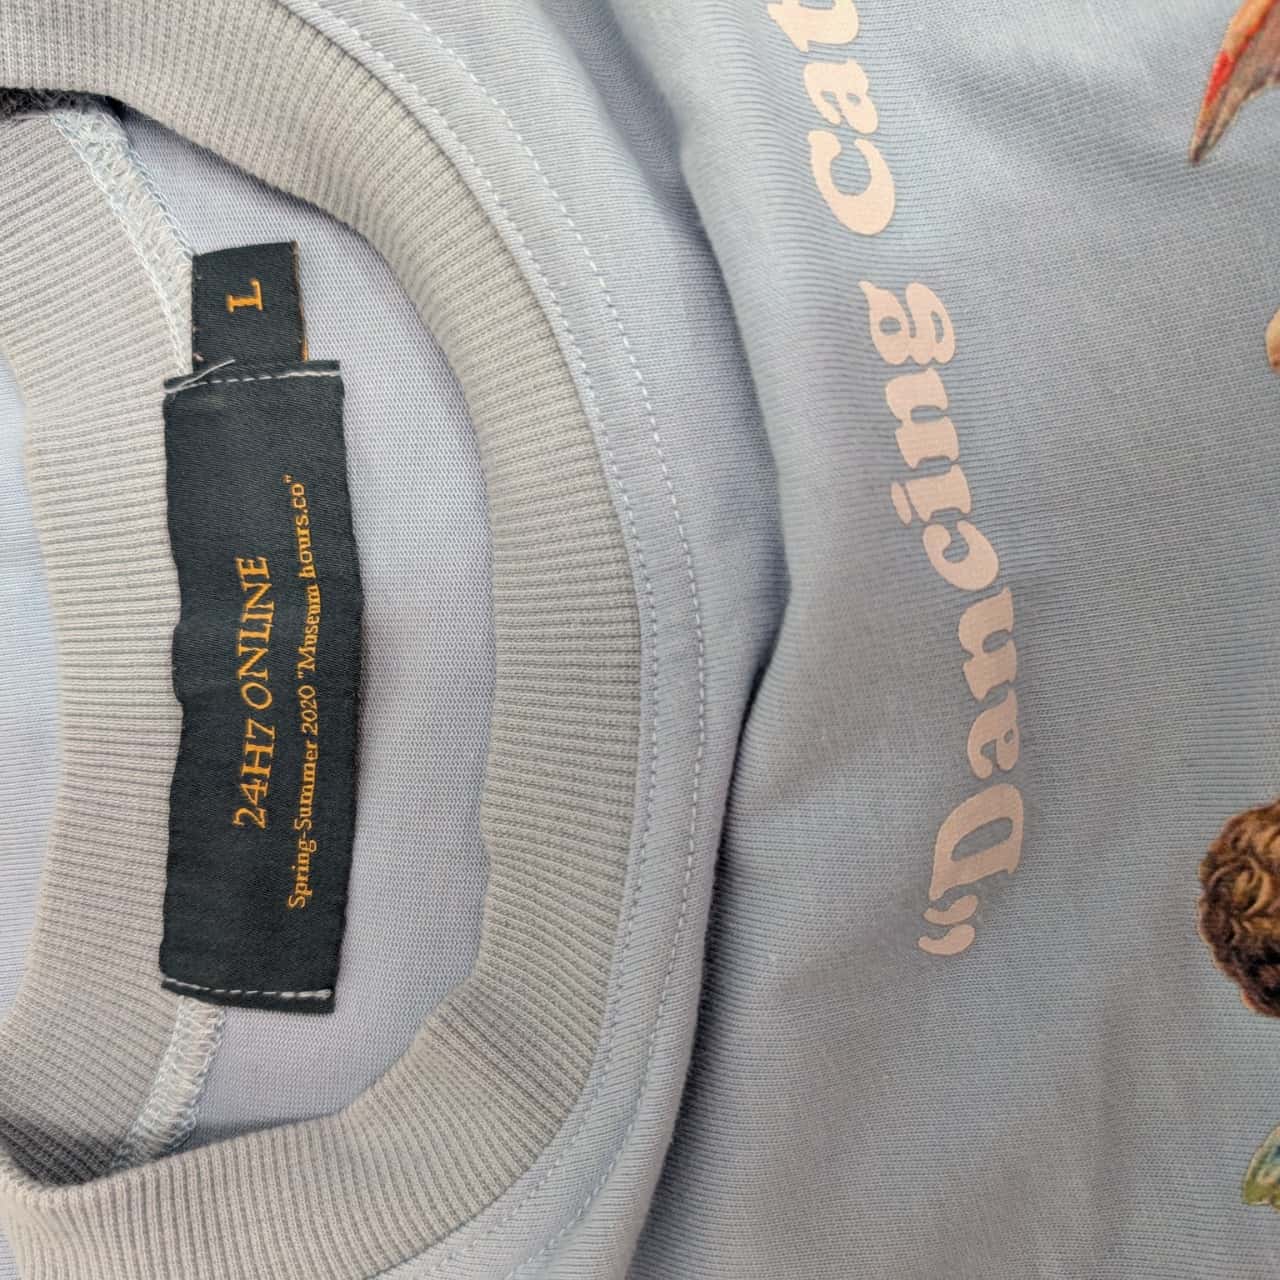 L
24H7 ONLINE
Spring-Summer 2020 "Museum hours.co"
"Dancing Cat